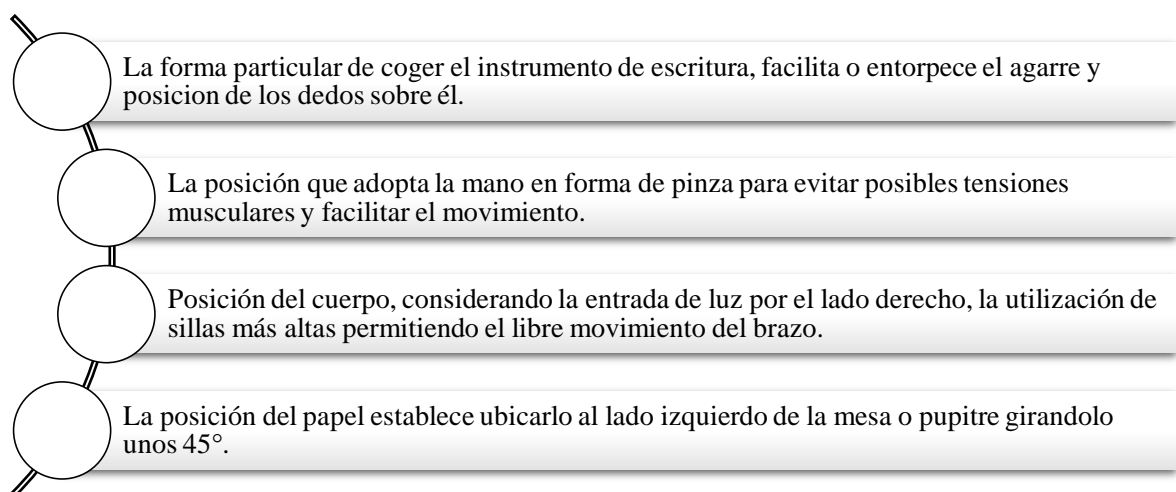 La forma particular de coger el instrumento de escritura, facilita o entorpece el agarre y
posicion de los dedos sobre él.
La posición que adopta la mano en forma de pinza para evitar posibles tensiones
musculares y facilitar el movimiento.
Posición del cuerpo, considerando la entrada de luz por el lado derecho, la utilización de
sillas más altas permitiendo el libre movimiento del brazo.
La posición del papel establece ubicarlo al lado izquierdo de la mesa o pupitre girandolo
unos 45°.